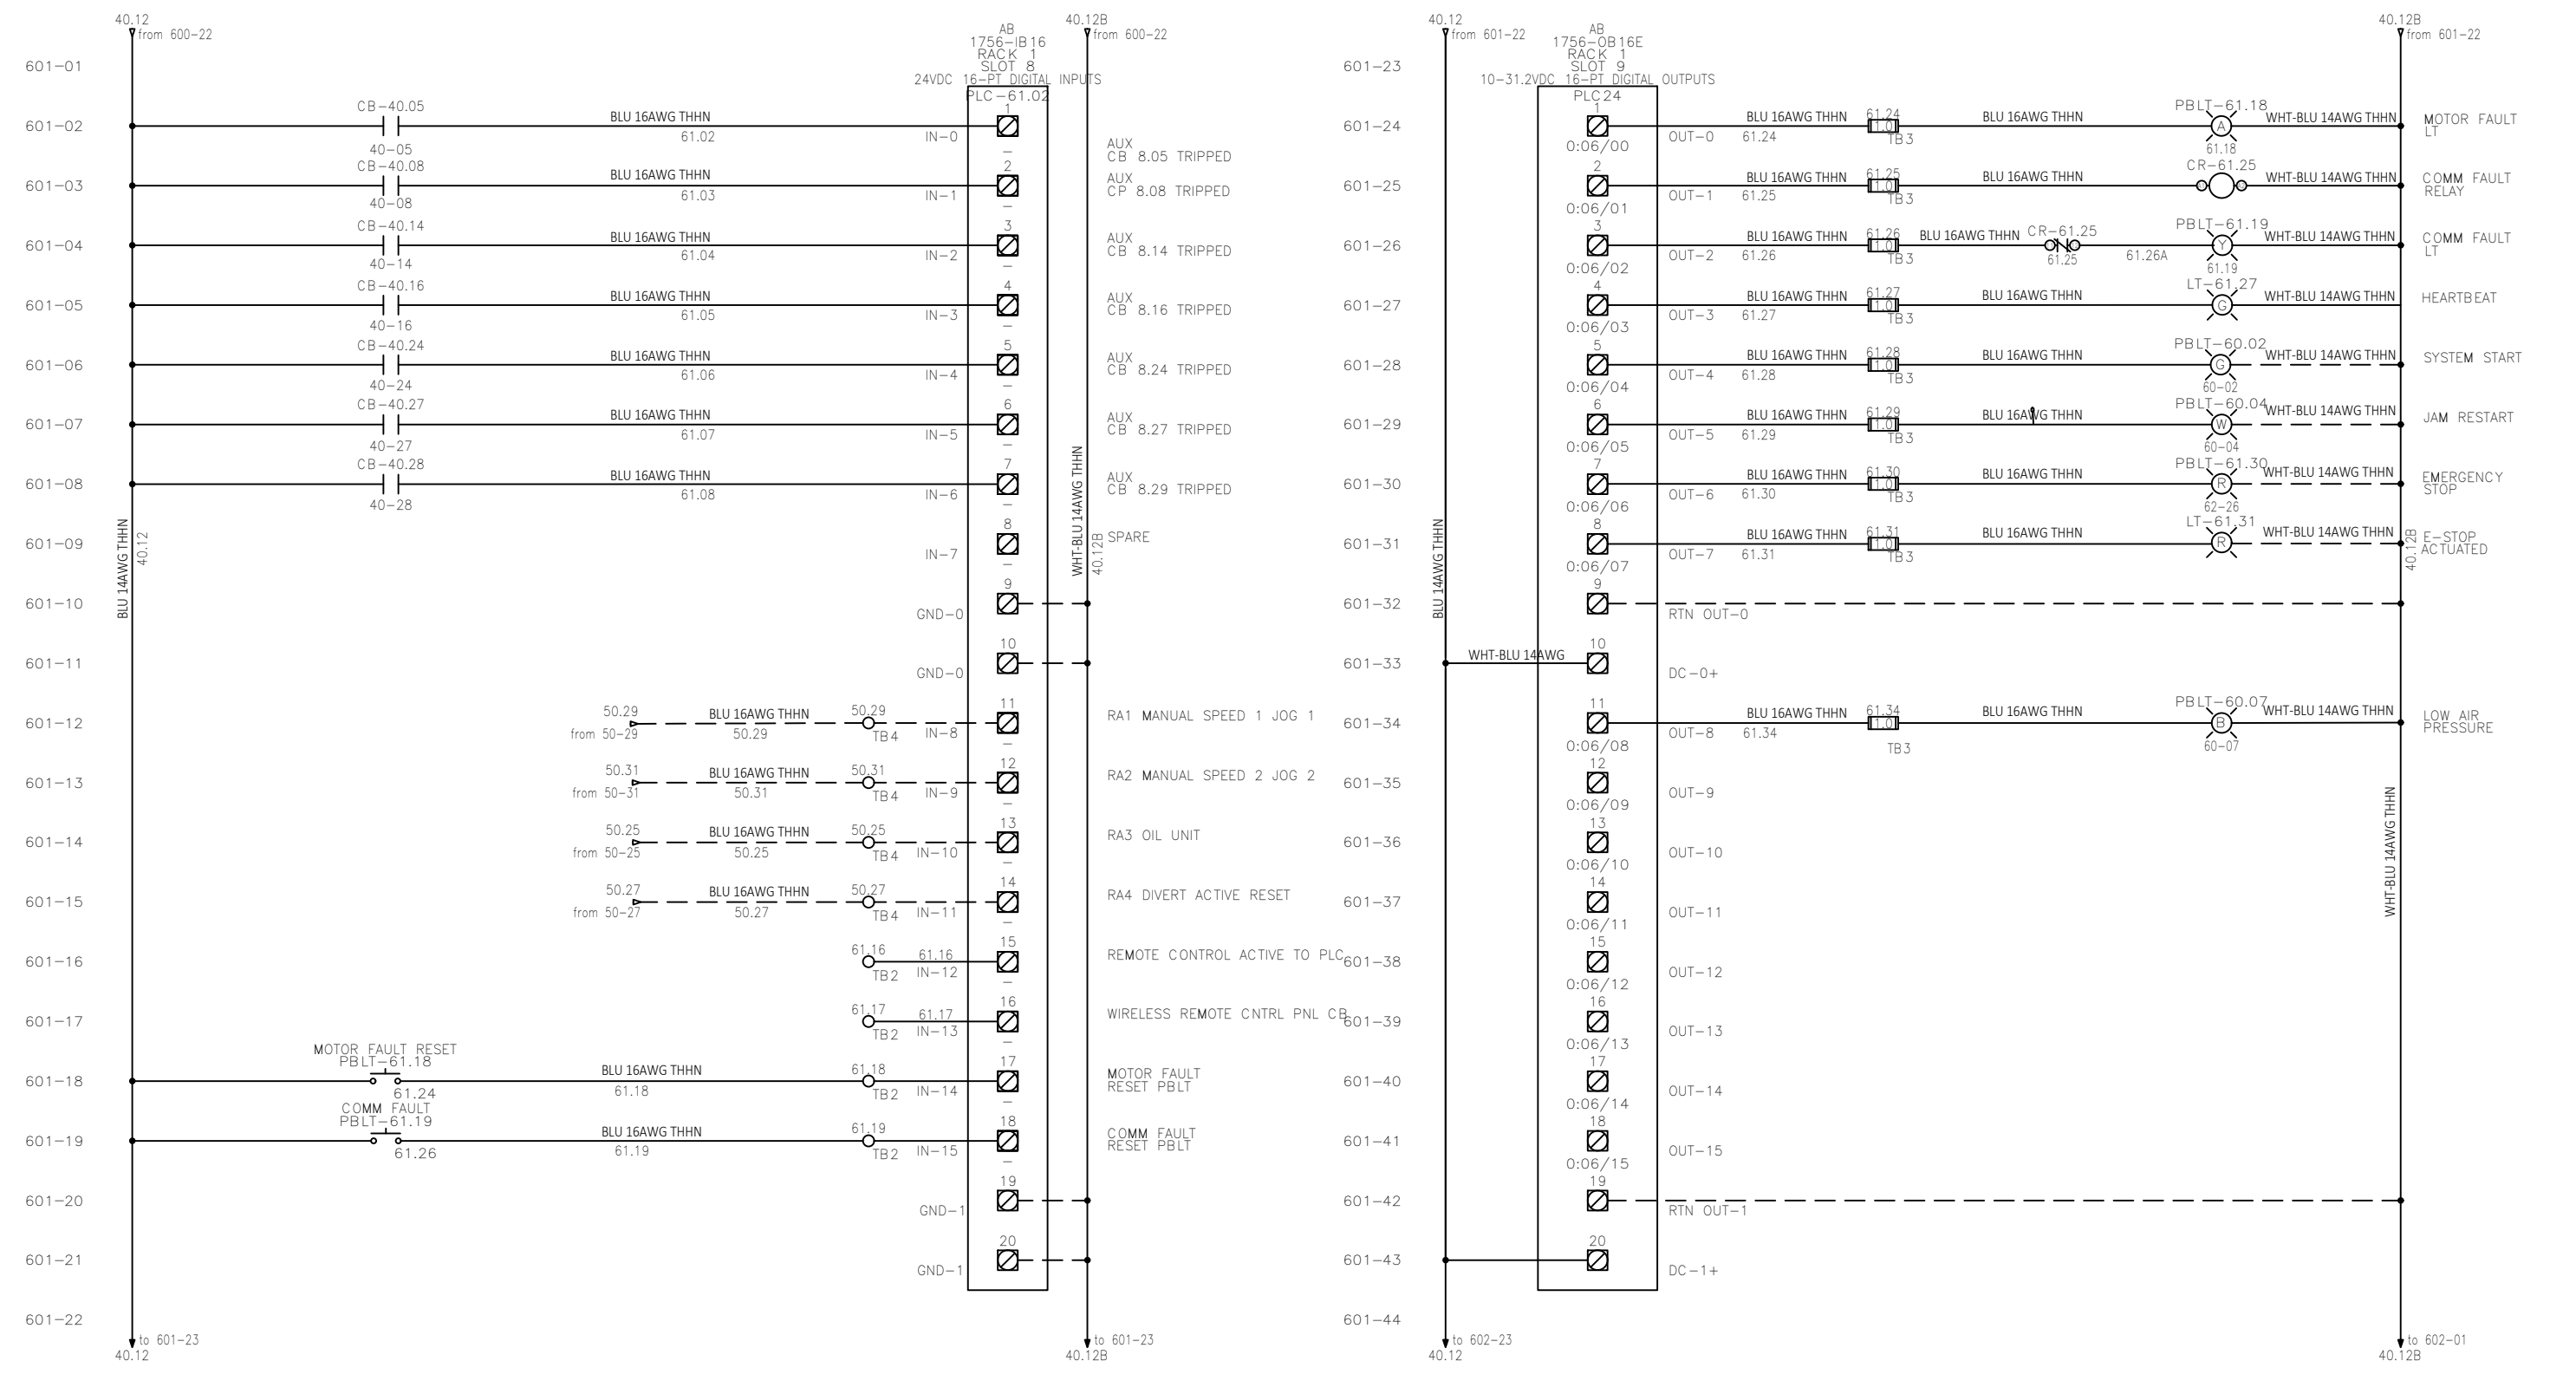 40.12
from 600-22
40.12B
from 600-22
AB
1756-IB16
RACK 1
SLOT 8
24VDC 16-PT DIGITAL INPUTS
PLC-61.02
601-01
601-02
CB-40.05
40-05
BLU 16AWG THHN
61.02
IN-0
1
-
AUX
CB 8.05 TRIPPED
601-03
CB-40.08
40-08
BLU 16AWG THHN
61.03
IN-1
2
-
AUX
CP 8.08 TRIPPED
601-04
CB-40.14
40-14
BLU 16AWG THHN
61.04
IN-2
3
-
AUX
CB 8.14 TRIPPED
601-05
CB-40.16
40-16
BLU 16AWG THHN
61.05
IN-3
4
-
AUX
CB 8.16 TRIPPED
601-06
CB-40.24
40-24
BLU 16AWG THHN
61.06
IN-4
5
-
AUX
CB 8.24 TRIPPED
601-07
CB-40.27
40-27
BLU 16AWG THHN
61.07
IN-5
6
-
AUX
CB 8.27 TRIPPED
601-08
CB-40.28
40-28
BLU 16AWG THHN
61.08
IN-6
7
-
AUX
CB 8.29 TRIPPED
601-09
BLU 14AWG THHN
40.12
IN-7
8
-
WHT-BLU 14AWG THHN
40.12B
SPARE
601-10
GND-0
9
601-11
GND-0
10
601-12
50.29
from 50-29
BLU 16AWG THHN
50.29
50.29
TB4
IN-8
11
-
RA1 MANUAL SPEED 1 JOG 1
601-13
50.31
from 50-31
BLU 16AWG THHN
50.31
50.31
TB4
IN-9
12
-
RA2 MANUAL SPEED 2 JOG 2
601-14
50.25
from 50-25
BLU 16AWG THHN
50.25
50.25
TB4
IN-10
13
-
RA3 OIL UNIT
601-15
50.27
from 50-27
BLU 16AWG THHN
50.27
50.27
TB4
IN-11
14
-
RA4 DIVERT ACTIVE RESET
601-16
61.16
TB2
61.16
IN-12
15
-
REMOTE CONTROL ACTIVE TO PLC
601-17
61.17
TB2
61.17
IN-13
16
-
WIRELESS REMOTE CNTRL PNL CB
601-18
MOTOR FAULT RESET
PBLT-61.18
61.24
BLU 16AWG THHN
61.18
61.18
TB2
IN-14
17
-
MOTOR FAULT
RESET PBLT
601-19
COMM FAULT
PBLT-61.19
61.26
BLU 16AWG THHN
61.19
61.19
TB2
IN-15
18
-
COMM FAULT
RESET PBLT
601-20
GND-1
19
601-21
GND-1
20
601-22
to 601-23
40.12
to 601-23
40.12B
40.12
from 601-22
40.12B
from 601-22
AB
1756-OB16E
RACK 1
SLOT 9
10-31.2VDC 16-PT DIGITAL OUTPUTS
PLC24
601-23
601-24
1
0:06/00
OUT-0
BLU 16AWG THHN
61.24
61.24
1.0
TB3
BLU 16AWG THHN
PBLT-61.18
A
61.18
WHT-BLU 14AWG THHN
MOTOR FAULT
LT
601-25
2
0:06/01
OUT-1
BLU 16AWG THHN
61.25
61.25
1.0
TB3
BLU 16AWG THHN
CR-61.25
WHT-BLU 14AWG THHN
COMM FAULT
RELAY
601-26
3
0:06/02
OUT-2
BLU 16AWG THHN
61.26
61.26
1.0
TB3
BLU 16AWG THHN
CR-61.25
61.25
61.26A
PBLT-61.19
Y
61.19
WHT-BLU 14AWG THHN
COMM FAULT
LT
601-27
4
0:06/03
OUT-3
BLU 16AWG THHN
61.27
61.27
1.0
TB3
BLU 16AWG THHN
LT-61.27
G
WHT-BLU 14AWG THHN
HEARTBEAT
601-28
5
0:06/04
OUT-4
BLU 16AWG THHN
61.28
61.28
1.0
TB3
BLU 16AWG THHN
PBLT-60.02
G
60-02
WHT-BLU 14AWG THHN
SYSTEM START
601-29
6
0:06/05
OUT-5
BLU 16AWG THHN
61.29
61.29
1.0
TB3
BLU 16AWG THHN
PBLT-60.04
W
60-04
WHT-BLU 14AWG THHN
JAM RESTART
601-30
7
0:06/06
OUT-6
BLU 16AWG THHN
61.30
61.30
1.0
TB3
BLU 16AWG THHN
PBLT-61.30
R
62-26
WHT-BLU 14AWG THHN
EMERGENCY
STOP
601-31
BLU 14AWG THHN
8
0:06/07
OUT-7
BLU 16AWG THHN
61.31
61.31
1.0
TB3
BLU 16AWG THHN
LT-61.31
R
WHT-BLU 14AWG THHN
40.12B
E-STOP
ACTUATED
601-32
9
RTN OUT-0
601-33
WHT-BLU 14AWG
10
DC-0+
601-34
11
0:06/08
OUT-8
BLU 16AWG THHN
61.34
61.34
1.0
TB3
BLU 16AWG THHN
PBLT-60.07
B
60-07
WHT-BLU 14AWG THHN
LOW AIR
PRESSURE
601-35
12
0:06/09
OUT-9
601-36
13
0:06/10
OUT-10
WHT-BLU 14AWG THHN
601-37
14
0:06/11
OUT-11
601-38
15
0:06/12
OUT-12
601-39
16
0:06/13
OUT-13
601-40
17
0:06/14
OUT-14
601-41
18
0:06/15
OUT-15
601-42
19
RTN OUT-1
601-43
20
DC-1+
601-44
to 602-23
40.12
to 602-01
40.12B